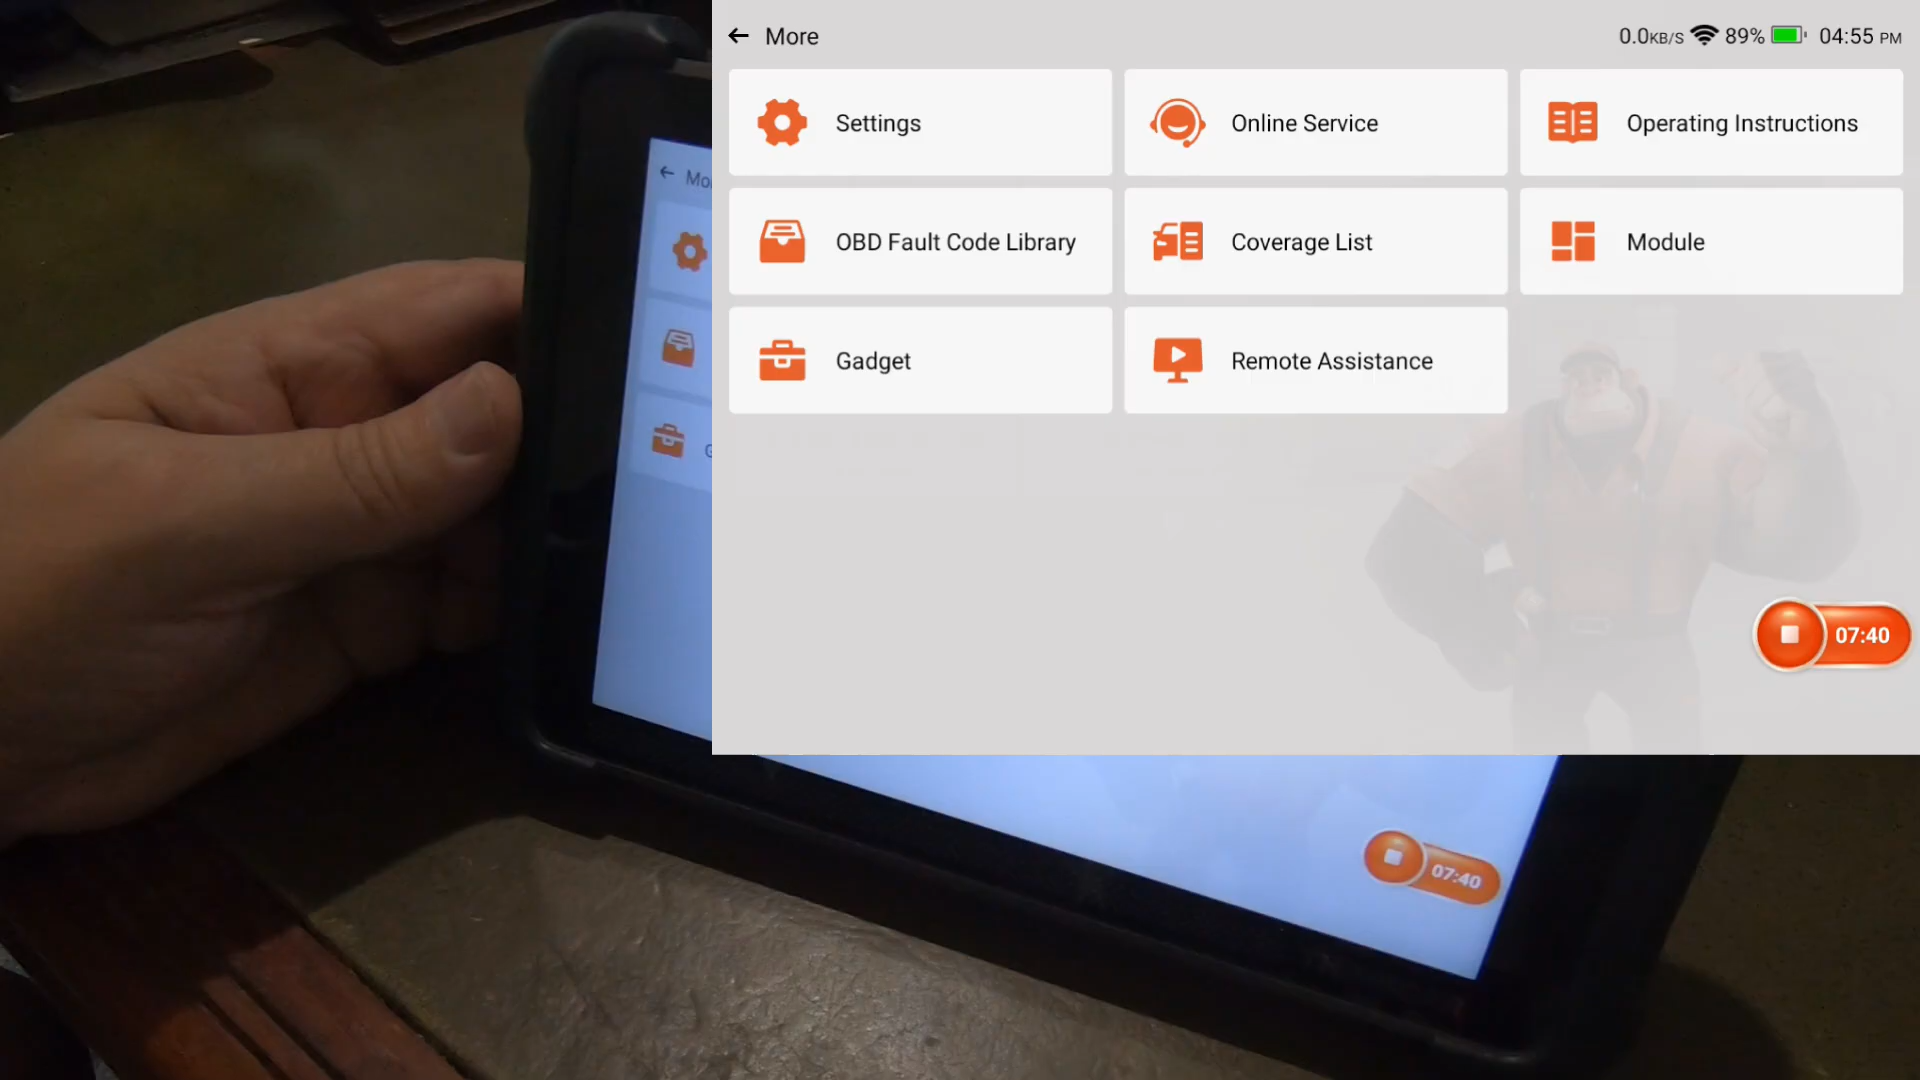 More
0.0KB/S 89% 04:55 PM
Settings
Online Service
Operating Instructions
OBD Fault Code Library
Coverage List
Module
Gadget
Remote Assistance
07:40
Mo
G
07:40